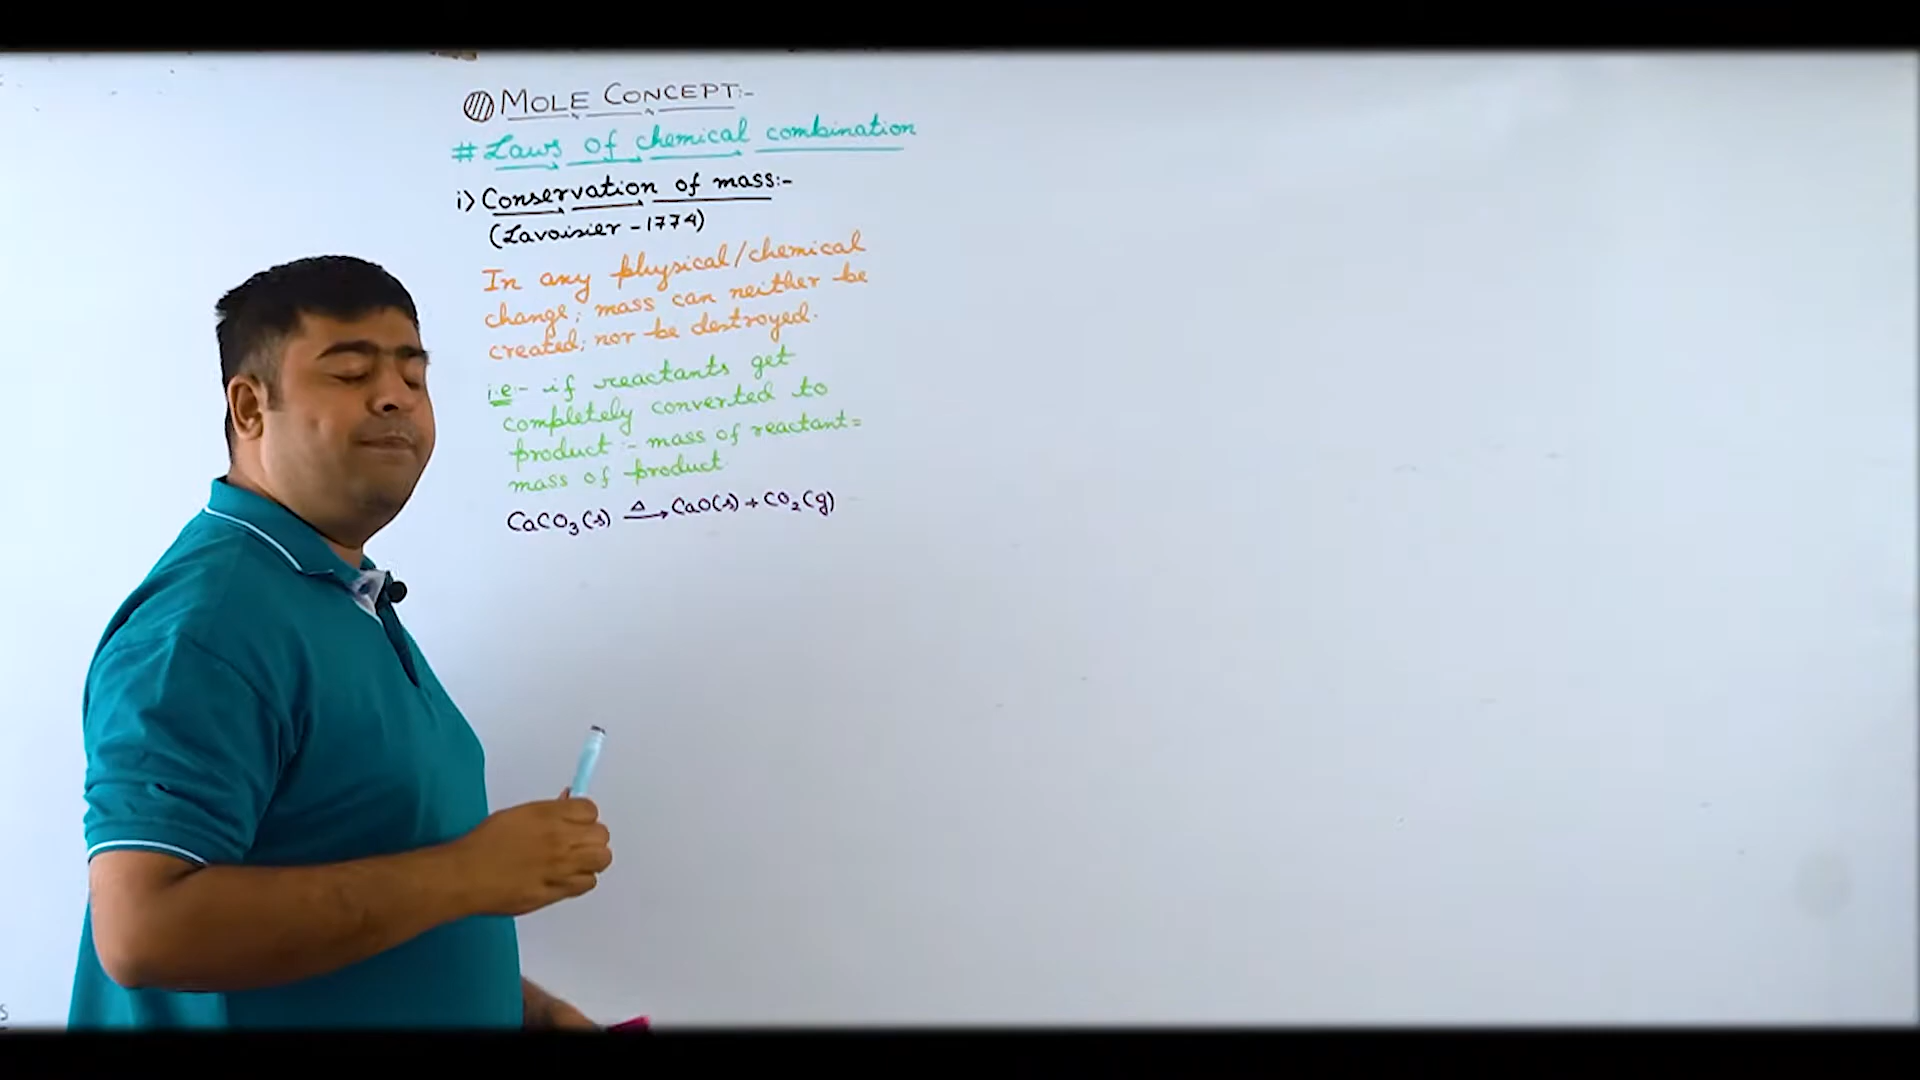 MOLE CONCEPT:-
# Laws of chemical combination
i) Conservation of mass:-
(Lavoisier - 1774)
In any physical/chemical
change; mass can neither be
created; nor be destroyed.
i.e:- if reactants get
completely converted to
product:- mass of reactant=
mass of product.
CaCO₃(s) →Δ CaO(s) + CO₂(g)